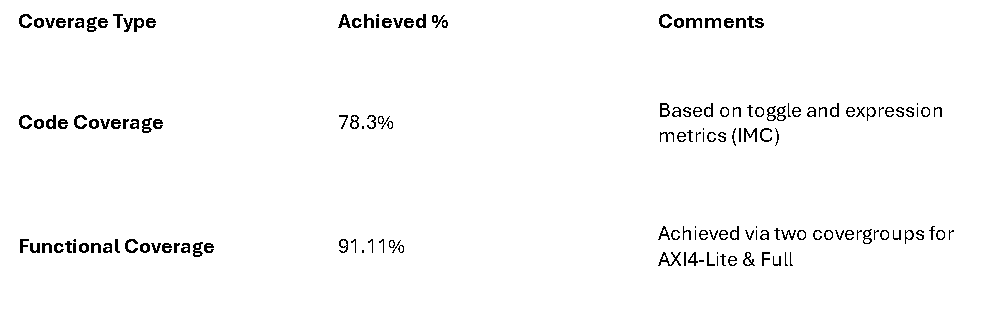 Coverage Type Achieved % Comments
Code Coverage 78.3% Based on toggle and expression
metrics (IMC)
Functional Coverage 91.11% Achieved via two covergroups for
AXI4-Lite & Full